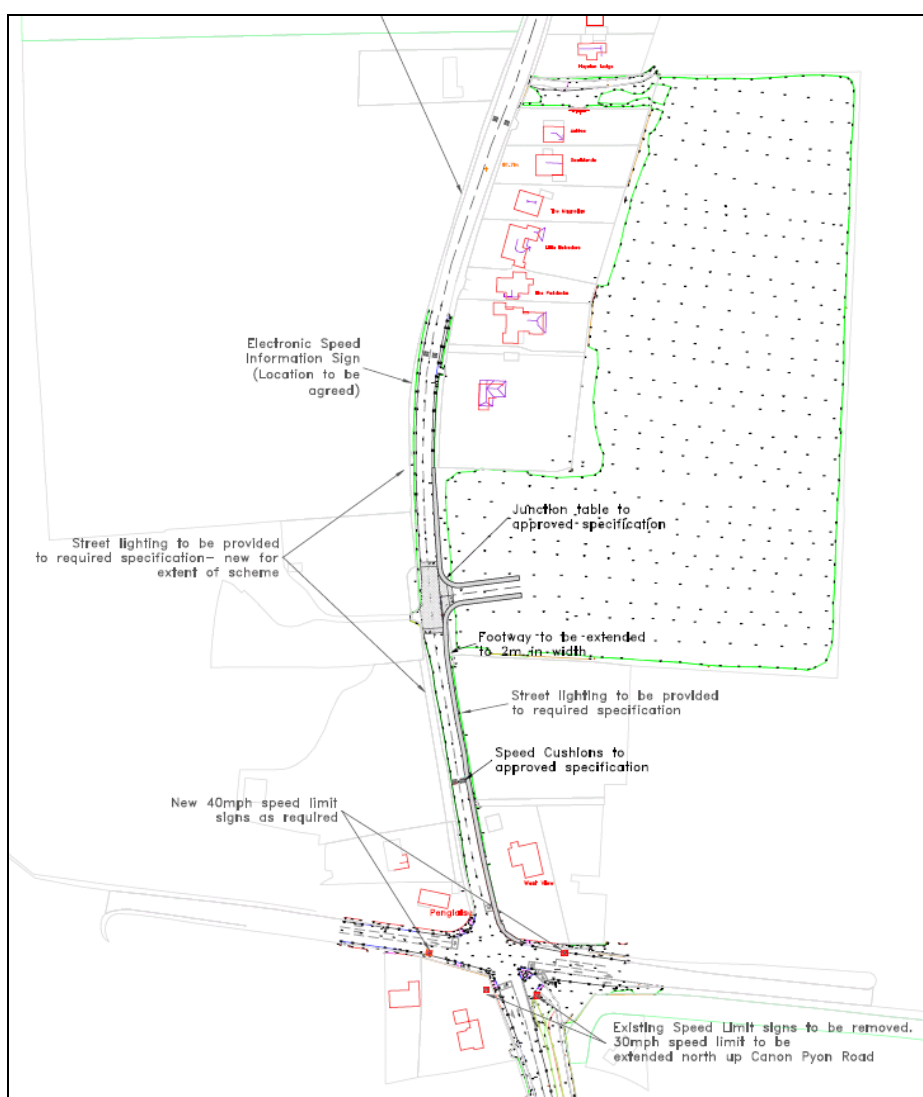 Electronic Speed
Information Sign
(Location to be
agreed)
Junction table to
approved specification
Street lighting to be provided
to required specification– new for
extent of scheme
Footway to be extended
to 2m in width
Street lighting to be provided
to required specification
Speed Cushions to
approved specification
New 40mph speed limit
signs as required
West View
Penglaise
Existing Speed Limit signs to be removed.
30mph speed limit to be
extended north up Canon Pyon Road